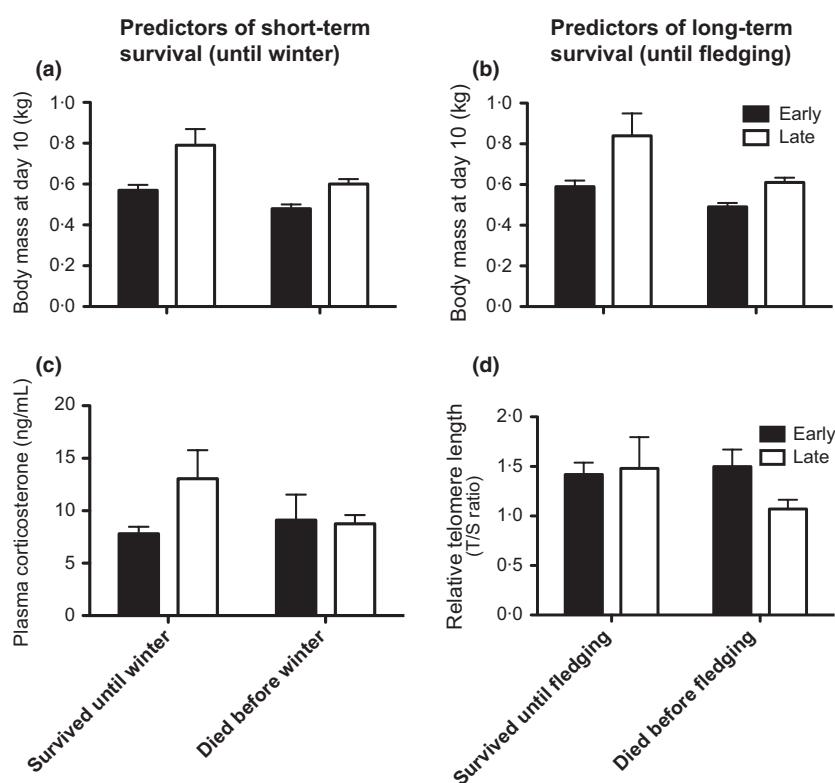 Predictors of short-term
survival (until winter)
Predictors of long-term
survival (until fledging)
(a)
Body mass at day 10 (kg)
1·0
0·8
0·6
0·4
0·2
0·0
(b)
Body mass at day 10 (kg)
1·0
0·8
0·6
0·4
0·2
0·0
Early
Late
(c)
Plasma corticosterone (ng/mL)
20
15
10
5
0
Survived until winter
Died before winter
(d)
Relative telomere length
(T/S ratio)
2·0
1·5
1·0
0·5
0·0
Early
Late
Survived until fledging
Died before fledging